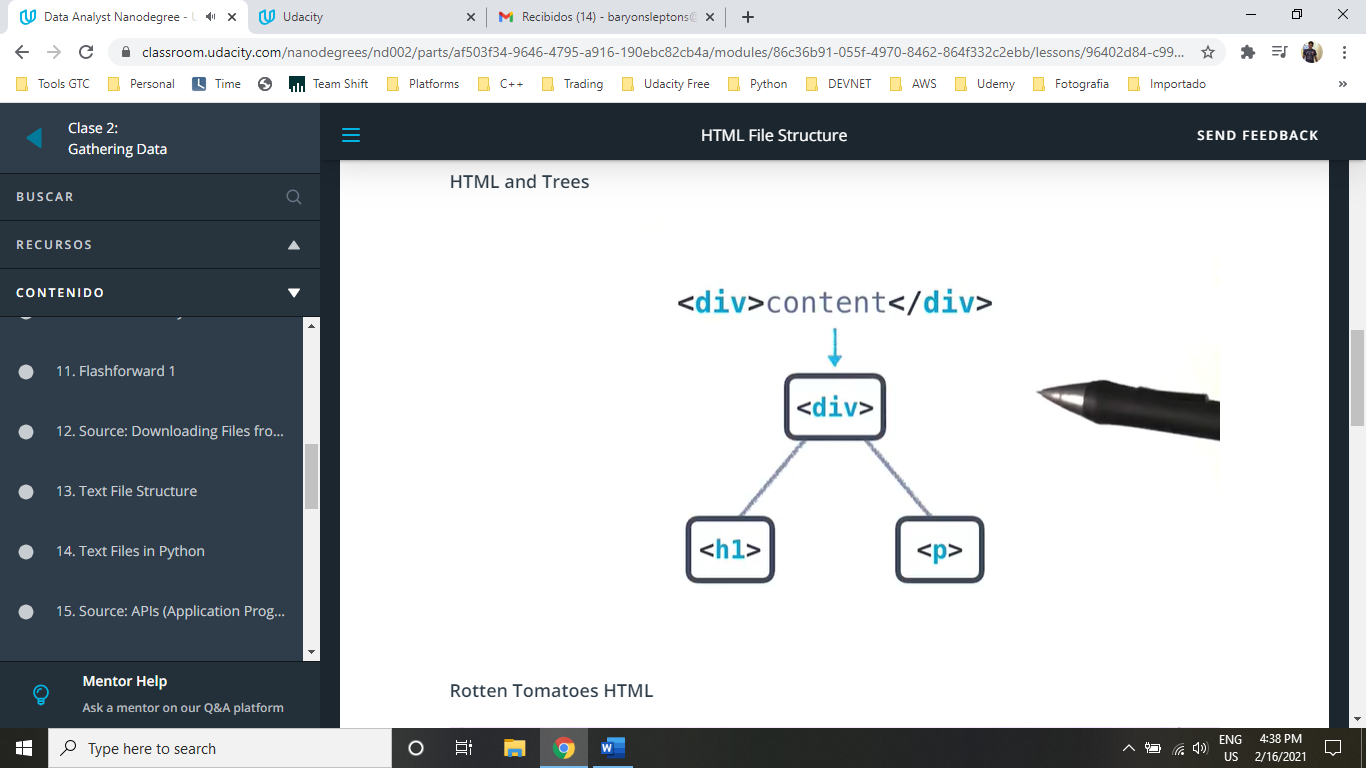 Data Analyst Nanodegree - U
Udacity
Recibidos (14) - baryonsleptons@
classroom.udacity.com/nanodegrees/nd002/parts/af503f34-9646-4795-a916-190ebc82cb4a/modules/86c36b91-055f-4970-8462-864f332c2ebb/lessons/96402d84-c99...
Tools GTC
Personal
Time
Team Shift
Platforms
C++
Trading
Udacity Free
Python
DEVNET
AWS
Udemy
Fotografia
Importado
»
Clase 2:
Gathering Data
HTML File Structure
SEND FEEDBACK
BUSCAR
RECURSOS
CONTENIDO
11. Flashforward 1
12. Source: Downloading Files fro...
13. Text File Structure
14. Text Files in Python
15. Source: APIs (Application Prog...
Mentor Help
Ask a mentor on our Q&A platform
HTML and Trees
<div>content</div>
<div>
<h1>
<p>
Rotten Tomatoes HTML
Type here to search
W
ENG
US
4:38 PM
2/16/2021